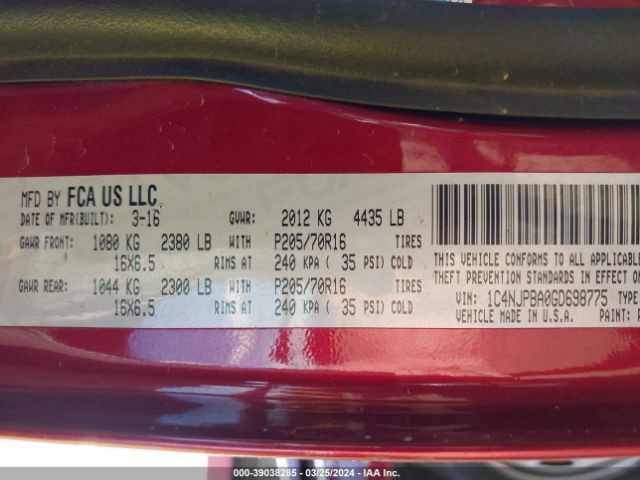 MFD BY FCA US LLC
DATE OF MFR(BUILT): 3-16 GVWR: 2012 KG 4435 LB
GAWR FRONT: 1080 KG 2380 LB WITH P205/70R16 TIRES
16X6.5 RIMS AT 240 KPA ( 35 PSI) COLD
GAWR REAR: 1044 KG 2300 LB WITH P205/70R16 TIRES
16X6.5 RIMS AT 240 KPA ( 35 PSI) COLD
THIS VEHICLE CONFORMS TO ALL APPLICABLE
THEFT PREVENTION STANDARDS IN EFFECT O
VIN: 1C4NJPBA0GD698775 TYPE
VEHICLE MADE IN U.S.A. PAINT:
000-39038285 - 03/25/2024 - IAA Inc.